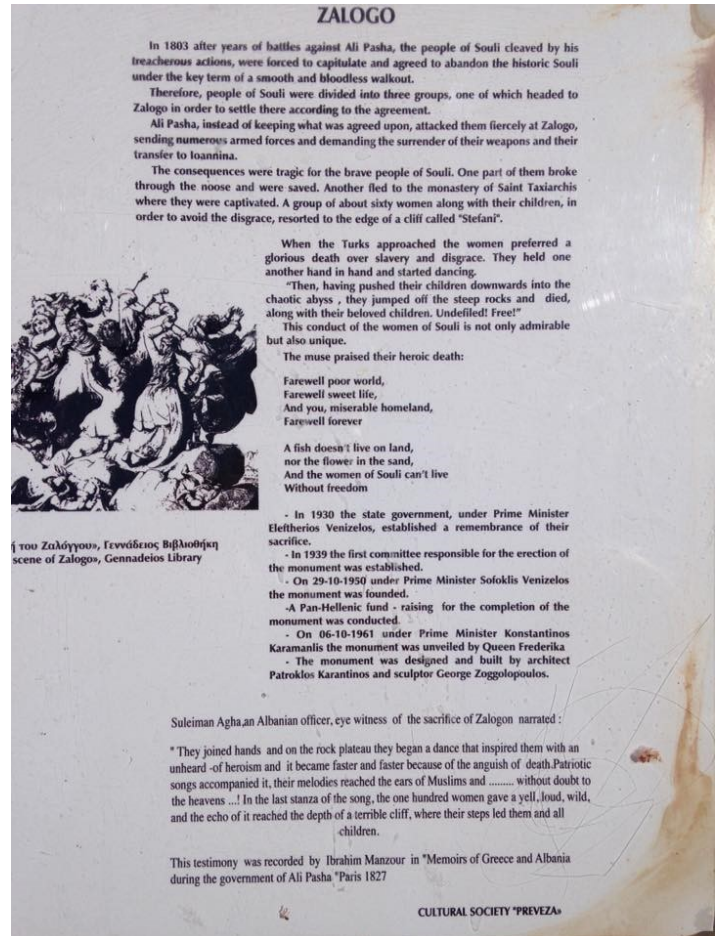 ZALOGO
In 1803 after years of battles against Ali Pasha, the people of Souli cleaved by his
treacherous actions, were forced to capitulate and agreed to abandon the historic Souli
under the key term of a smooth and bloodless walkout.
Therefore, people of Souli were divided into three groups, one of which headed to
Zalogo in order to settle there according to the agreement.
Ali Pasha, instead of keeping what was agreed upon, attacked them fiercely at Zalogo,
sending numerous armed forces and demanding the surrender of their weapons and their
transfer to Ioannina.
The consequences were tragic for the brave people of Souli. One part of them broke
through the noose and were saved. Another fled to the monastery of Saint Taxiarchis
where they were captivated. A group of about sixty women along with their children, in
order to avoid the disgrace, resorted to the edge of a cliff called "Stefani".
When the Turks approached the women preferred a
glorious death over slavery and disgrace. They held one
another hand in hand and started dancing.
"Then, having pushed their children downwards into the
chaotic abyss , they jumped off the steep rocks and died,
along with their beloved children. Undefiled! Free!"
This conduct of the women of Souli is not only admirable
but also unique.
The muse praised their heroic death:
Farewell poor world,
Farewell sweet life,
And you, miserable homeland,
Farewell forever
A fish doesn't live on land,
nor the flower in the sand,
And the women of Souli can't live
Without freedom
- In 1930 the state government, under Prime Minister
Eleftherios Venizelos, established a remembrance of their
sacrifice.
- In 1939 the first committee responsible for the erection of
the monument was established.
- On 29-10-1950 under Prime Minister Sofoklis Venizelos
the monument was founded.
-A Pan-Hellenic fund - raising for the completion of the
monument was conducted.
- On 06-10-1961 under Prime Minister Konstantinos
Karamanlis the monument was unveiled by Queen Frederika
- The monument was designed and built by architect
Patroklos Karantinos and sculptor George Zoggolopoulos.
ή του Ζαλόγγου», Γεννάδειος Βιβλιοθήκη
scene of Zalogo», Gennadeios Library
Suleiman Agha,an Albanian officer, eye witness of the sacrifice of Zalogon narrated :
" They joined hands and on the rock plateau they began a dance that inspired them with an
unheard -of heroism and it became faster and faster because of the anguish of death.Patriotic
songs accompanied it, their melodies reached the ears of Muslims and ......... without doubt to
the heavens ...! In the last stanza of the song, the one hundred women gave a yell, loud, wild,
and the echo of it reached the depth of a terrible cliff, where their steps led them and all
children.
This testimony was recorded by Ibrahim Manzour in "Memoirs of Greece and Albania
during the government of Ali Pasha "Paris 1827
CULTURAL SOCIETY "PREVEZA»